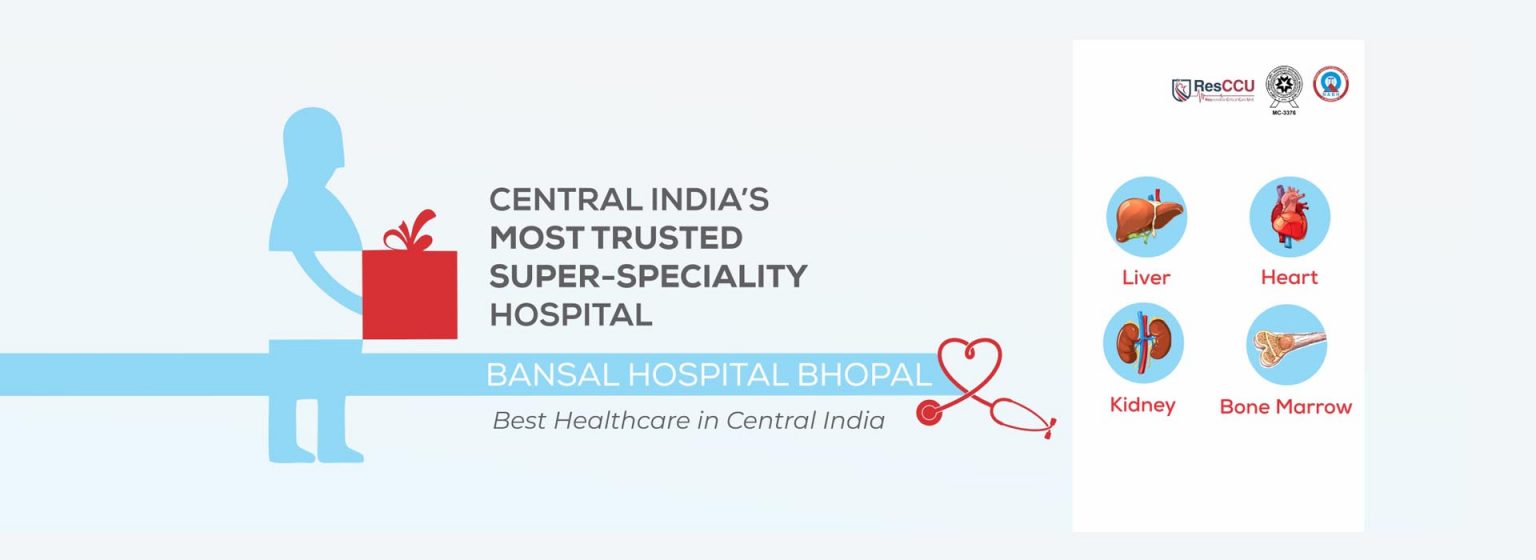 CENTRAL INDIA'S
MOST TRUSTED
SUPER-SPECIALITY
HOSPITAL
BANSAL HOSPITAL BHOPAL
Best Healthcare in Central India
ResCCU
MC-3376
Liver
Heart
Kidney
Bone Marrow